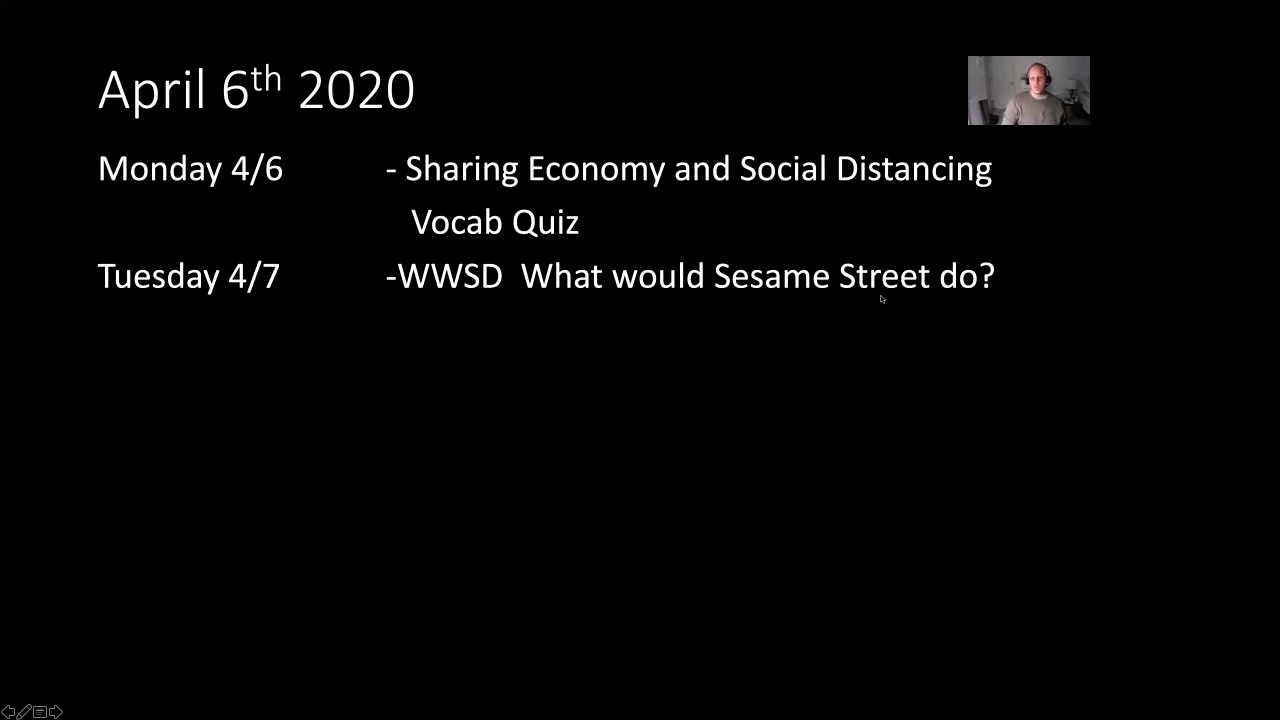 April 6th 2020
Monday 4/6 - Sharing Economy and Social Distancing
Vocab Quiz
Tuesday 4/7 -WWSD What would Sesame Street do?